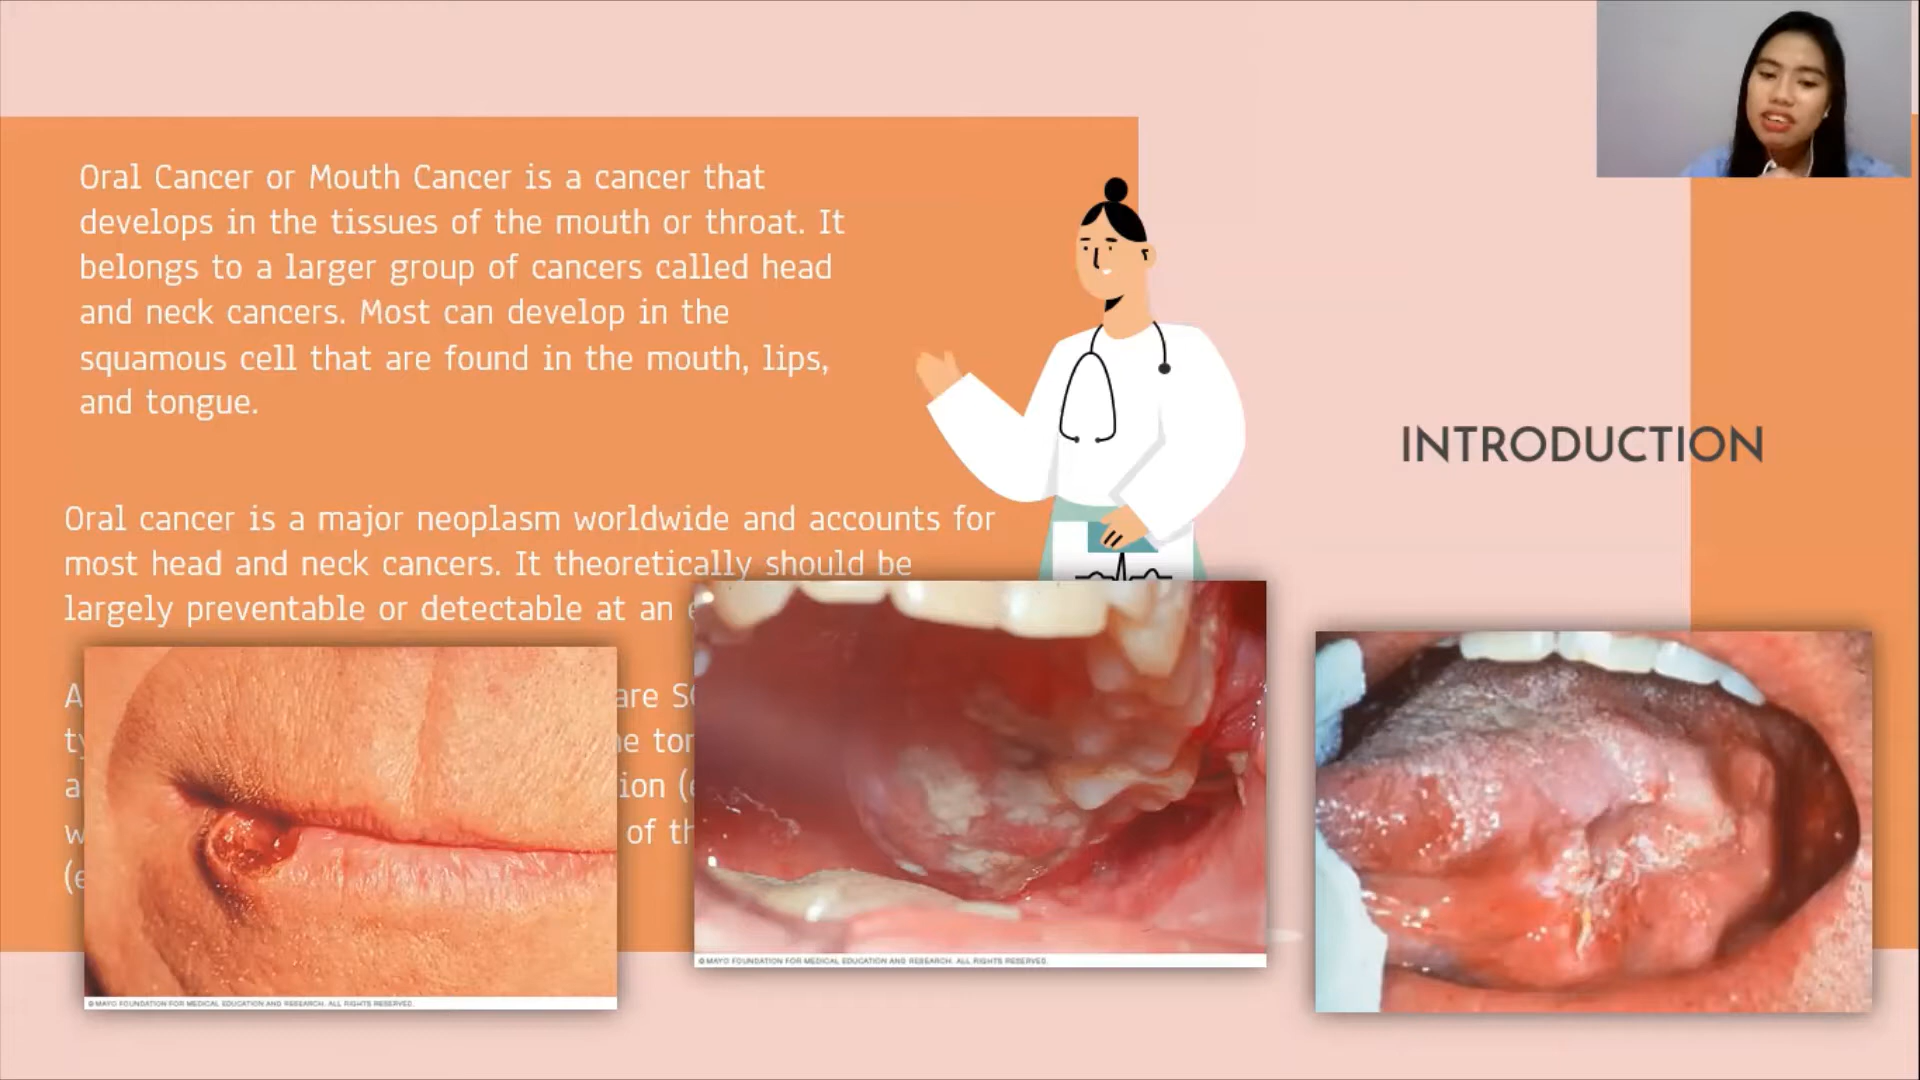 Oral Cancer or Mouth Cancer is a cancer that
develops in the tissues of the mouth or throat. It
belongs to a larger group of cancers called head
and neck cancers. Most can develop in the
squamous cell that are found in the mouth, lips,
and tongue.
INTRODUCTION
Oral cancer is a major neoplasm worldwide and accounts for
most head and neck cancers. It theoretically should be
largely preventable or detectable at an
are
of
© MAYO FOUNDATION FOR MEDICAL EDUCATION AND RESEARCH. ALL RIGHTS RESERVED.
© MAYO FOUNDATION FOR MEDICAL EDUCATION AND RESEARCH. ALL RIGHTS RESERVED.